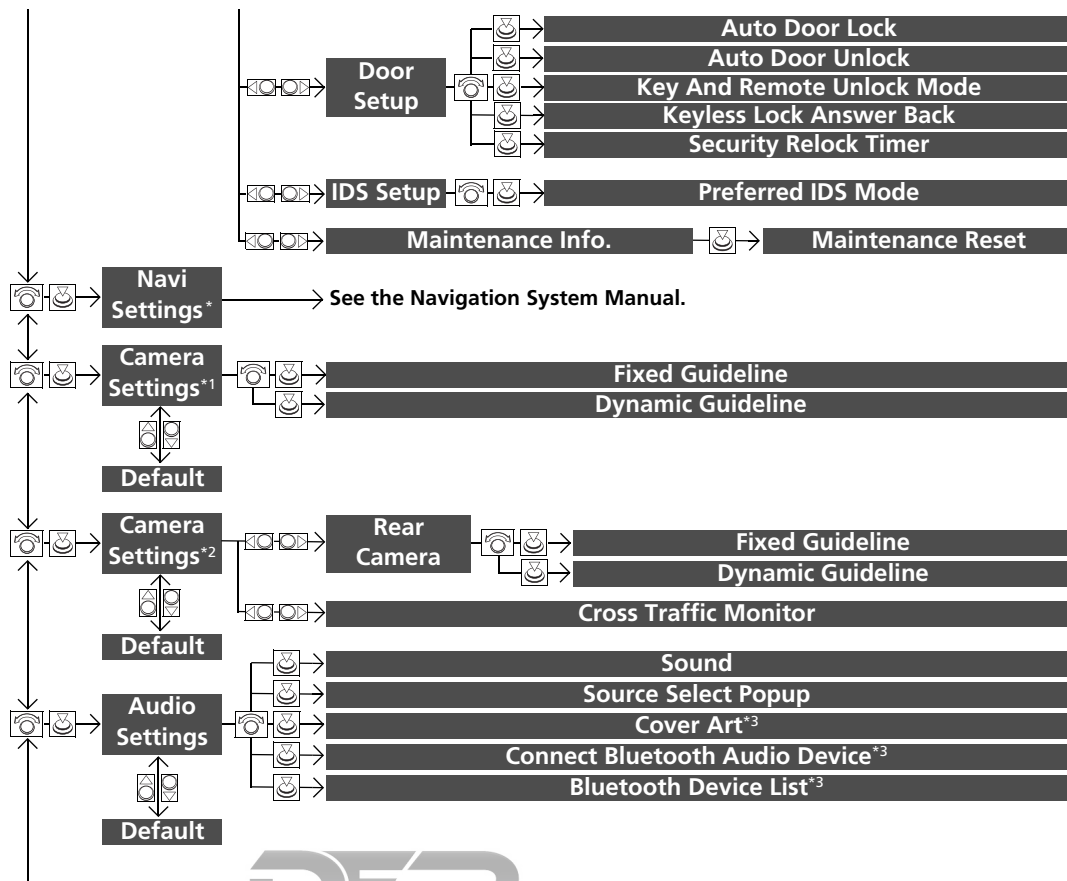 Auto Door Lock
Auto Door Unlock
Door
Setup
Key And Remote Unlock Mode
Keyless Lock Answer Back
Security Relock Timer
IDS Setup
Preferred IDS Mode
Maintenance Info.
Maintenance Reset
Navi
Settings*
See the Navigation System Manual.
Camera
Settings*1
Fixed Guideline
Dynamic Guideline
Default
Camera
Settings*2
Rear
Camera
Fixed Guideline
Dynamic Guideline
Cross Traffic Monitor
Default
Audio
Settings
Sound
Source Select Popup
Cover Art*3
Connect Bluetooth Audio Device*3
Bluetooth Device List*3
Default